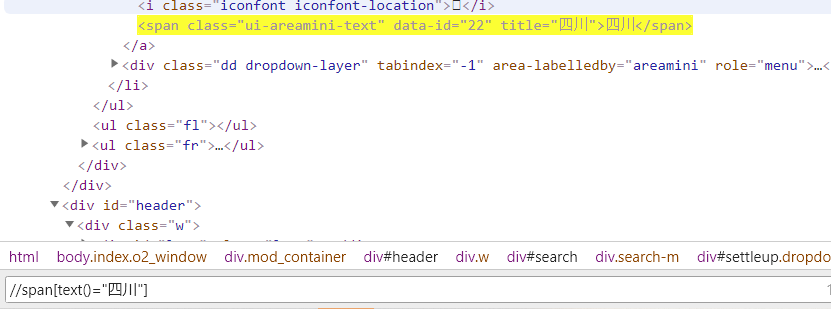 <i class="iconfont iconfont-location">▯</i>
<span class="ui-areamini-text" data-id="22" title="四川">四川</span>
</a>
▶<div class="dd dropdown-layer" tabindex="-1" area-labelledby="areamini" role="menu">…<
</li>
</ul>
<ul class="fl"></ul>
▶<ul class="fr">…</ul>
</div>
</div>
▼<div id="header">
▼<div class="w">
html body.index.o2_window div.mod_container div#header div.w div#search div.search-m div#settleup.dropdo
//span[text()="四川"]